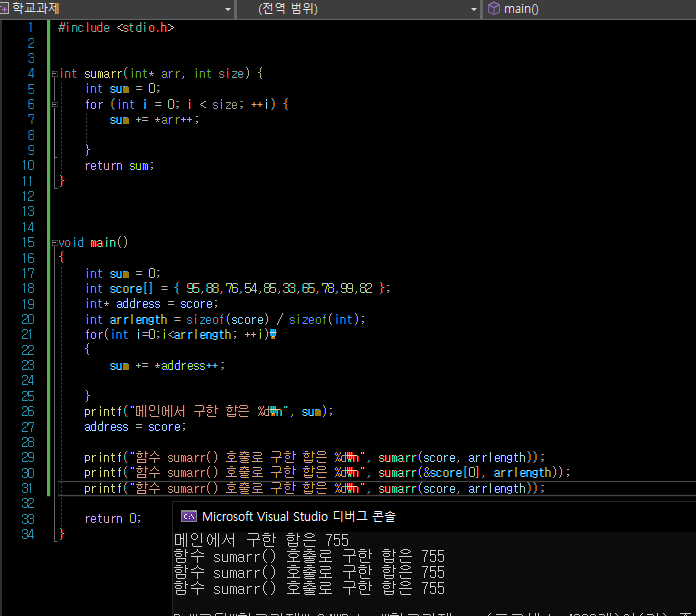 학교과제 (전역 범위) main()
1 #include <stdio.h>
2
3
4 int sumarr(int* arr, int size) {
5 int sum = 0;
6 for (int i = 0; i < size; ++i) {
7 sum += *arr++;
8
9 }
10 return sum;
11 }
12
13
14
15 void main()
16 {
17 int sum = 0;
18 int score[] = { 95,88,76,54,85,33,65,78,99,82 };
19 int* address = score;
20 int arrlength = sizeof(score) / sizeof(int);
21 for(int i=0;i<arrlength; ++i)₩
22 {
23 sum += *address++;
24
25 }
26 printf("메인에서 구한 합은 %d₩n", sum);
27 address = score;
28
29 printf("함수 sumarr() 호출로 구한 합은 %d₩n", sumarr(score, arrlength));
30 printf("함수 sumarr() 호출로 구한 합은 %d₩n", sumarr(&score[0], arrlength));
31 printf("함수 sumarr() 호출로 구한 합은 %d₩n", sumarr(score, arrlength));
32
33 return 0;
34 }
Microsoft Visual Studio 디버그 콘솔
메인에서 구한 합은 755
함수 sumarr() 호출로 구한 합은 755
함수 sumarr() 호출로 구한 합은 755
함수 sumarr() 호출로 구한 합은 755